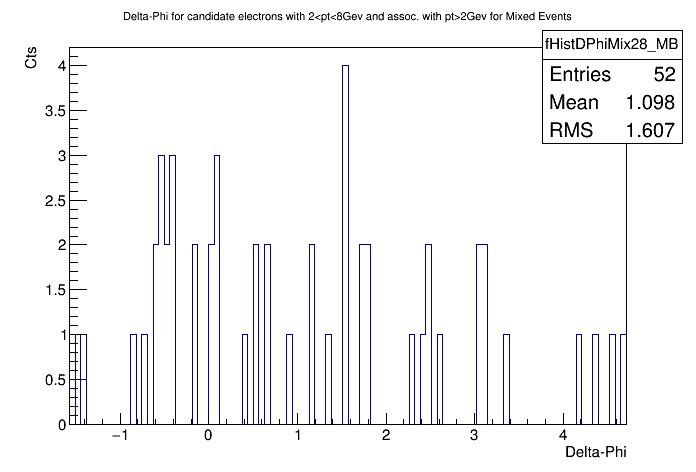 Delta-Phi for candidate electrons with 2<pt<8Gev and assoc. with pt>2Gev for Mixed Events
fHistDPhiMix28_MB
Entries 52
Mean 1.098
RMS 1.607
Cts
4
3.5
3
2.5
2
1.5
1
0.5
0
−1 0 1 2 3 4
Delta-Phi